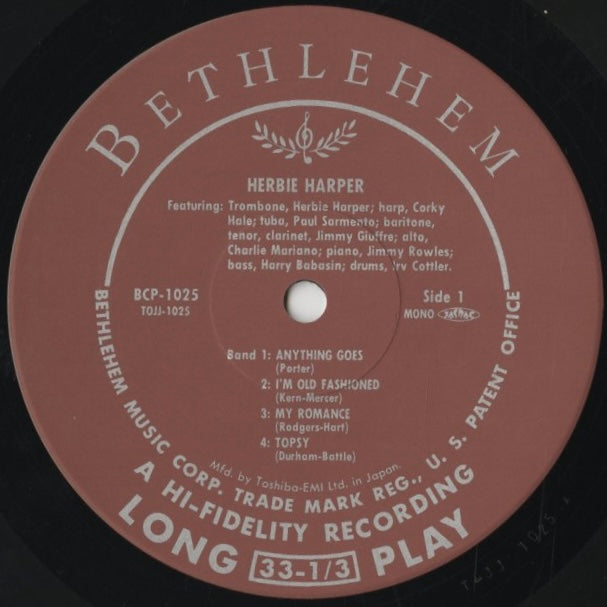 BETHLEHEM
HERBIE HARPER
Featuring: Trombone, Herbie Harper; harp, Corky
Hale; tuba, Paul Sarmento; baritone,
tenor, clarinet, Jimmy Giuffre; alto,
Charlie Mariano; piano, Jimmy Rowles;
bass, Harry Babasin; drums, Irv Cottler.
BCP-1025
TOJJ-1025
Side 1
MONO
Band 1: ANYTHING GOES
(Porter)
2: I'M OLD FASHIONED
(Kern-Mercer)
3: MY ROMANCE
(Rodgers-Hart)
4: TOPSY
(Durham-Battle)
Mfd. by Toshiba-EMI Ltd. in Japan.
BETHLEHEM MUSIC CORP. TRADE MARK REG., U. S. PATENT OFFICE
A HI-FIDELITY RECORDING
LONG 33-1/3 PLAY